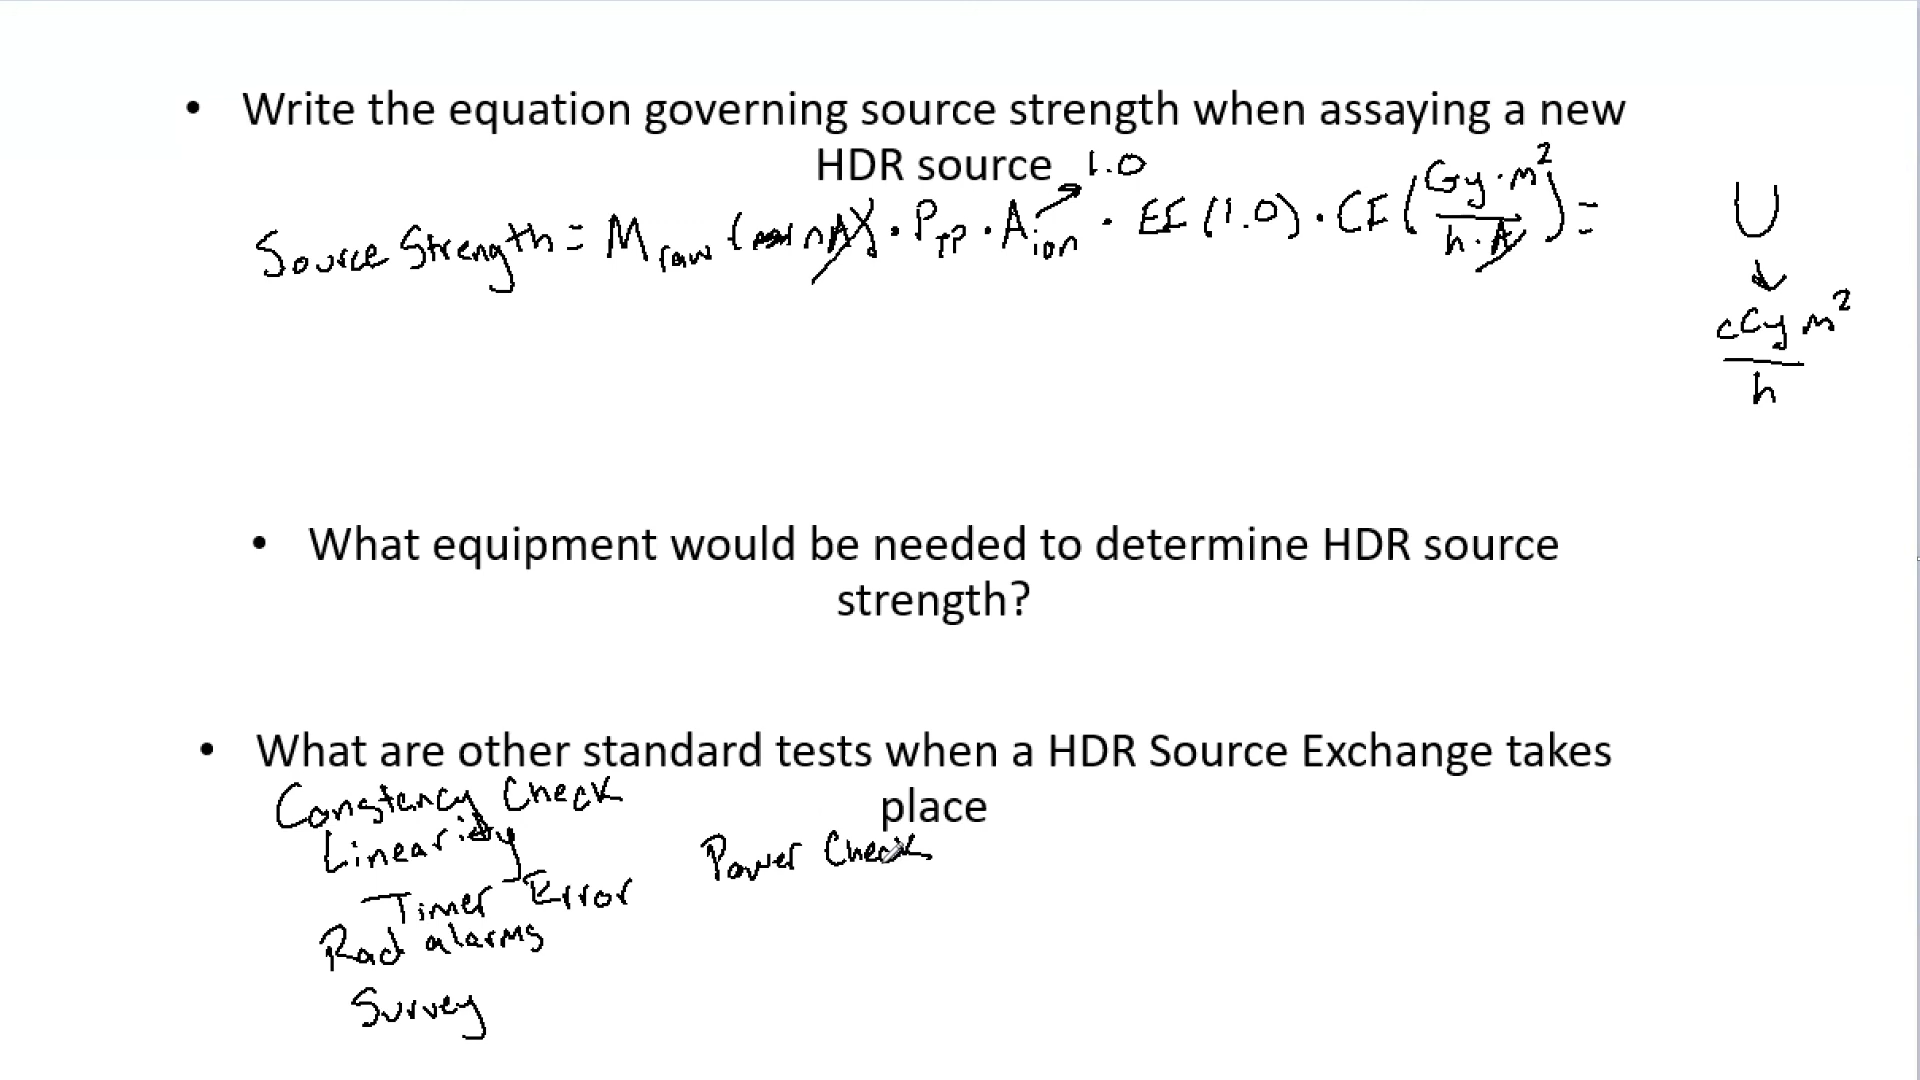 • Write the equation governing source strength when assaying a new
HDR source 1.0
Source Strength = M raw ( nA) · P TP · A ion · EF (1.0) · CF (Gy·m² / h·A) = U
cGy m² / h
• What equipment would be needed to determine HDR source
strength?
• What are other standard tests when a HDR Source Exchange takes
place
Constency Check
Linearity
Power Check
Timer Error
Rad alarms
Survey